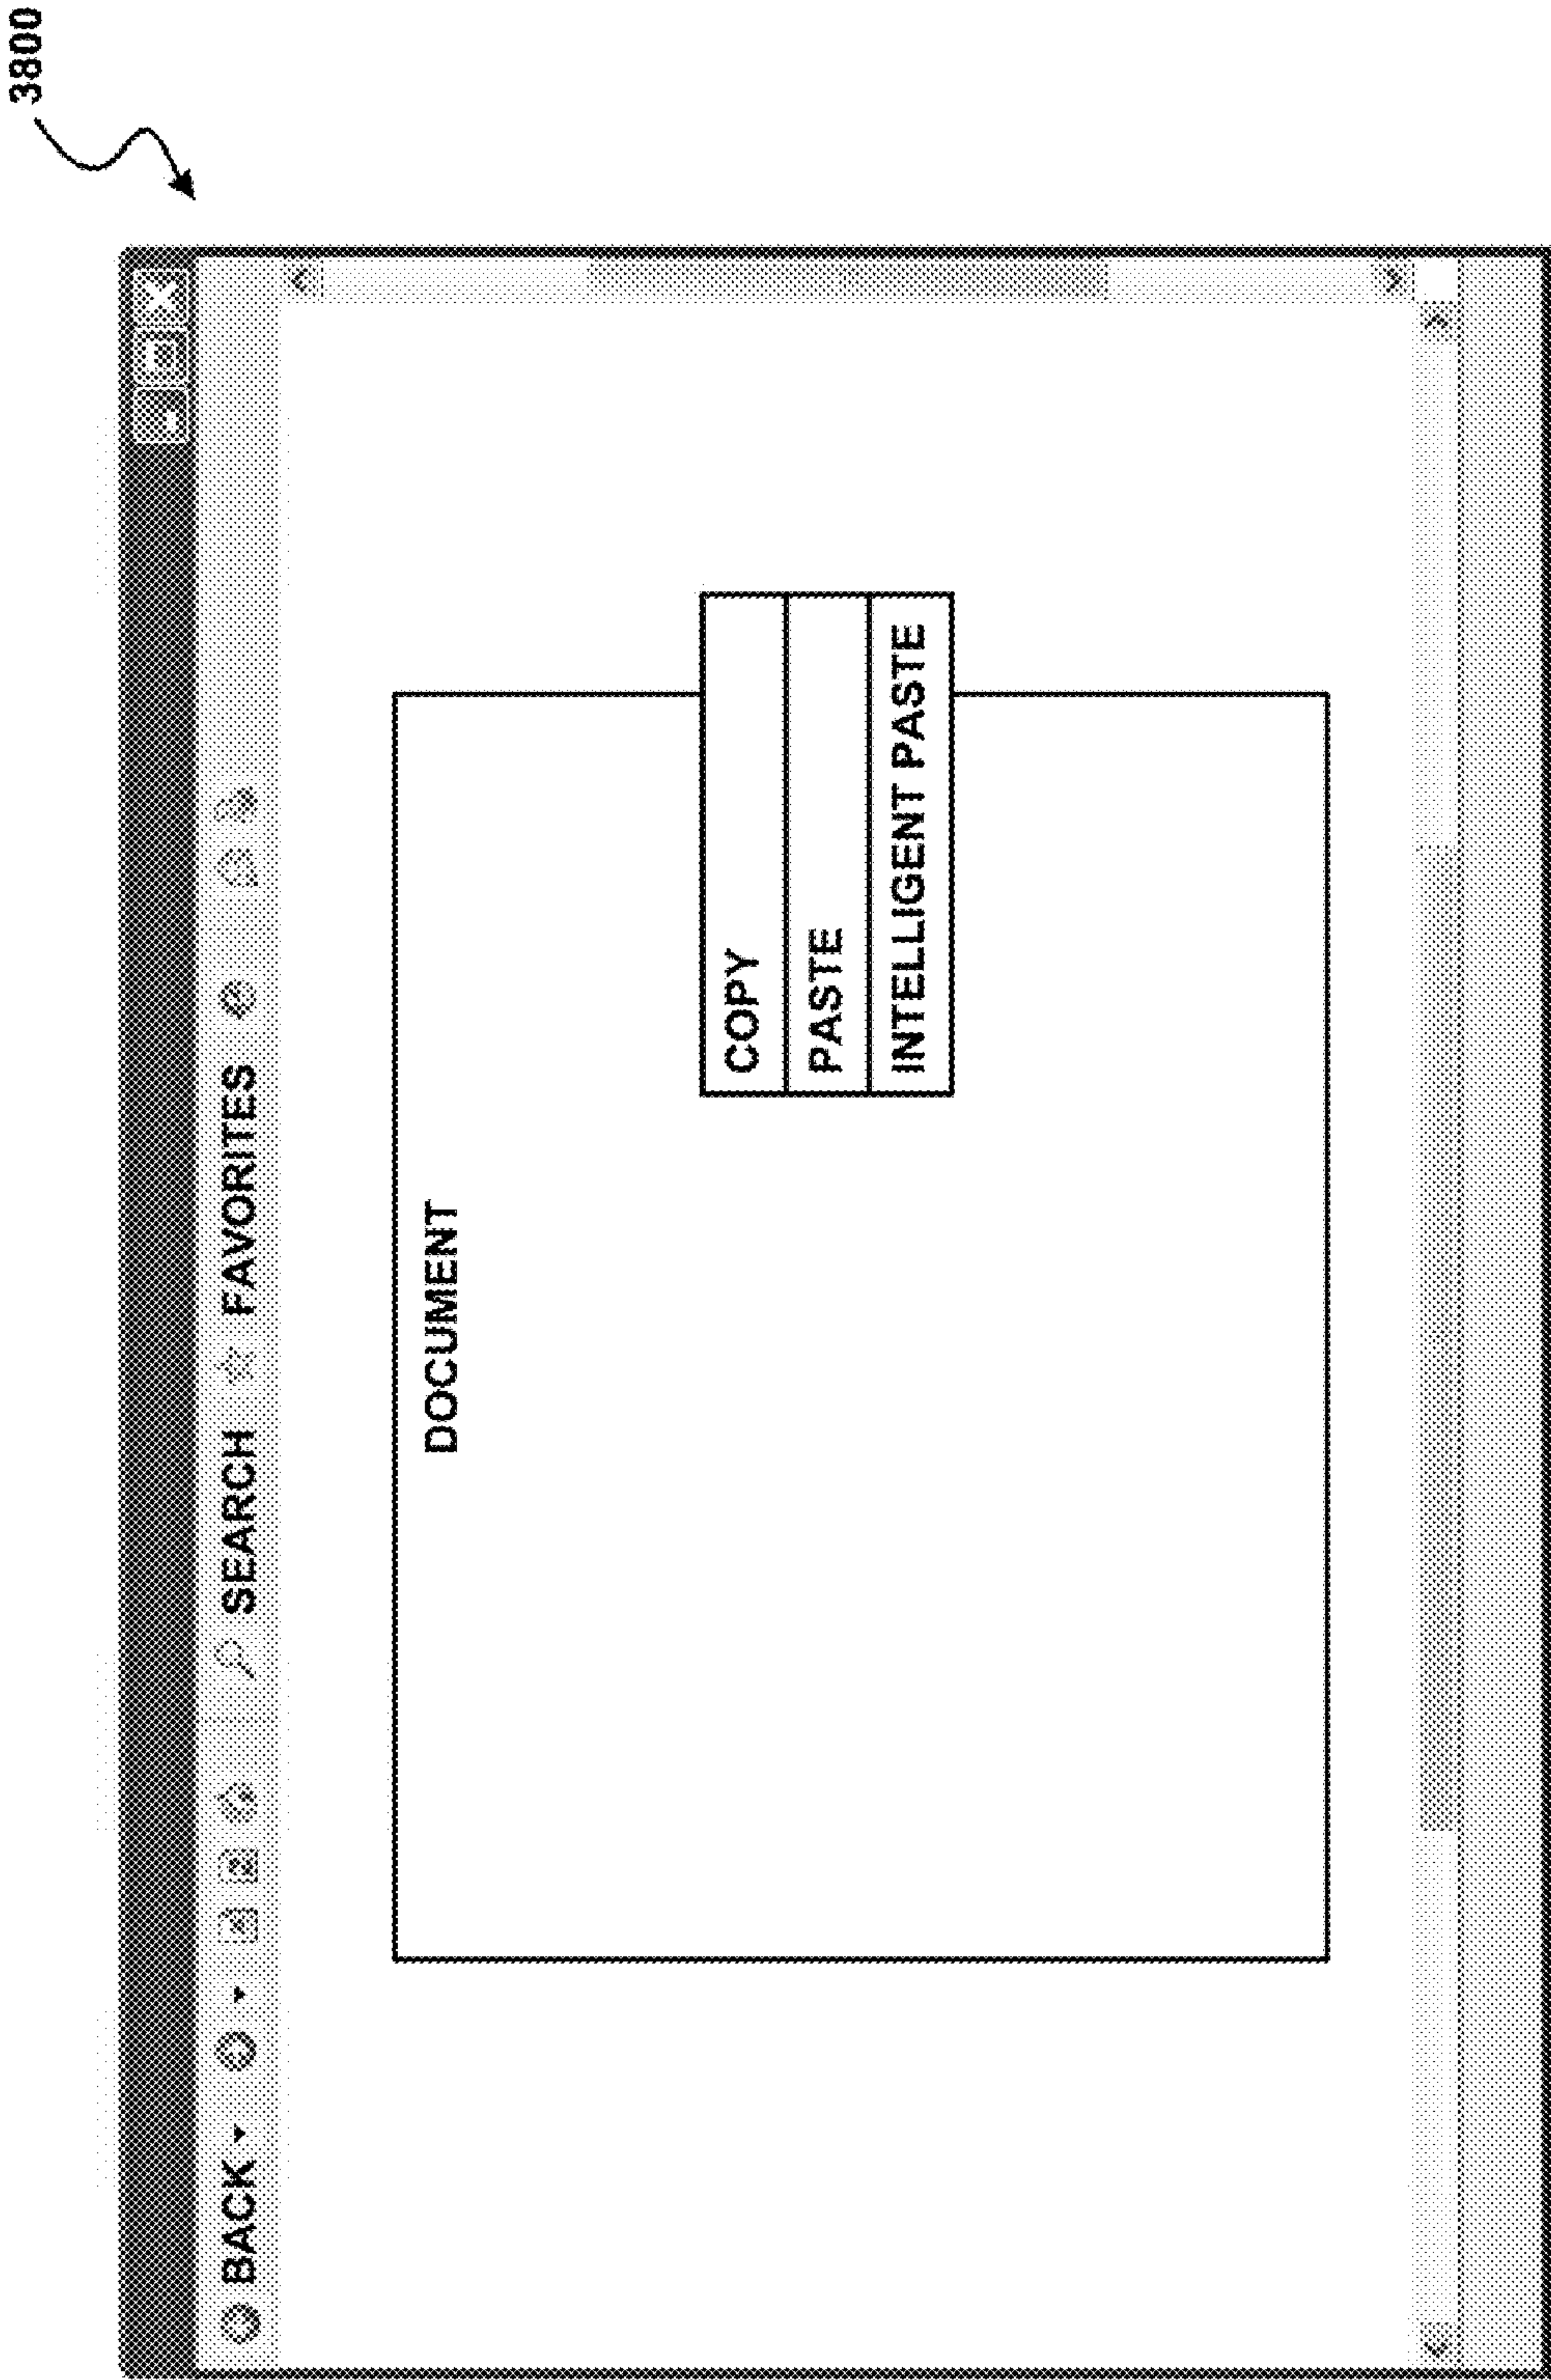 3800
BACK SEARCH FAVORITES
DOCUMENT
COPY
PASTE
INTELLIGENT PASTE